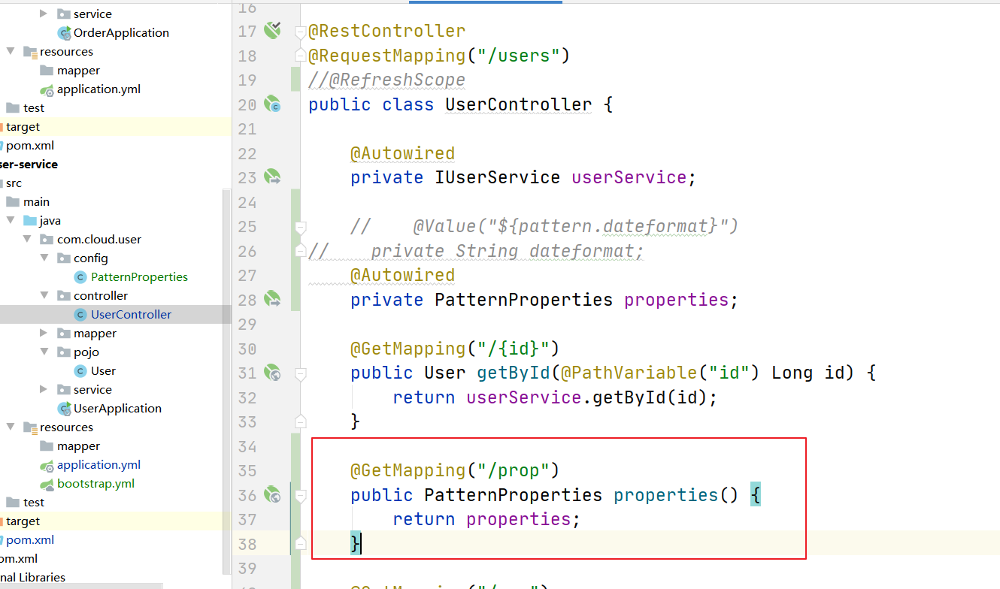 service
OrderApplication
resources
mapper
application.yml
test
target
pom.xml
ser-service
src
main
java
com.cloud.user
config
PatternProperties
controller
UserController
mapper
pojo
User
service
UserApplication
resources
mapper
application.yml
bootstrap.yml
test
target
pom.xml
om.xml
nal Libraries
16
17 @RestController
18 @RequestMapping("/users")
19 //@RefreshScope
20 public class UserController {
21
22 @Autowired
23 private IUserService userService;
24
25 // @Value("${pattern.dateformat}")
26 // private String dateformat;
27 @Autowired
28 private PatternProperties properties;
29
30 @GetMapping("/{id}")
31 public User getById(@PathVariable("id") Long id) {
32 return userService.getById(id);
33 }
34
35 @GetMapping("/prop")
36 public PatternProperties properties() {
37 return properties;
38 }
39